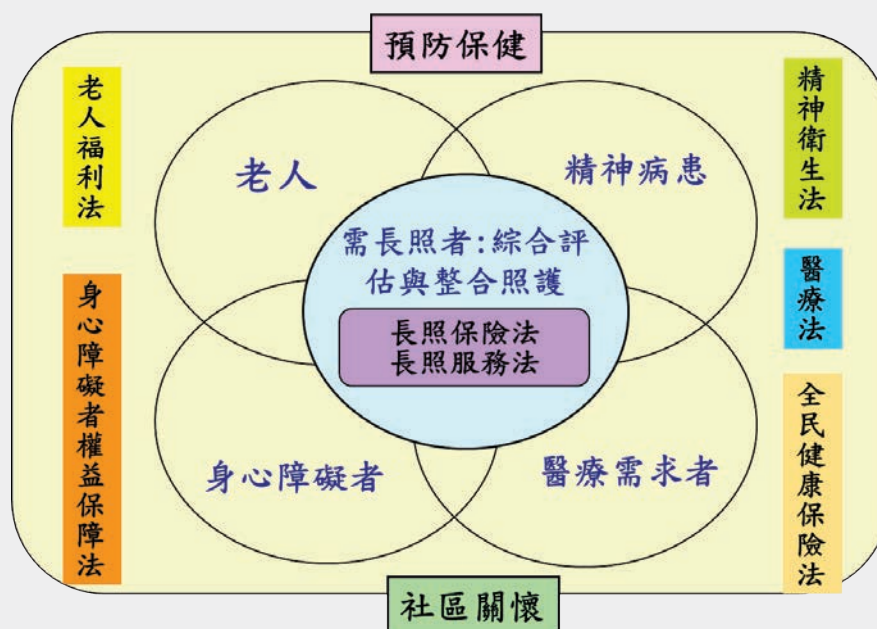 預防保健
老人福利法
精神衛生法
老人
精神病患
需長照者:綜合評
估與整合照護
長照保險法
長照服務法
醫療法
身心障礙者權益保障法
身心障礙者
醫療需求者
全民健康保險法
社區關懷